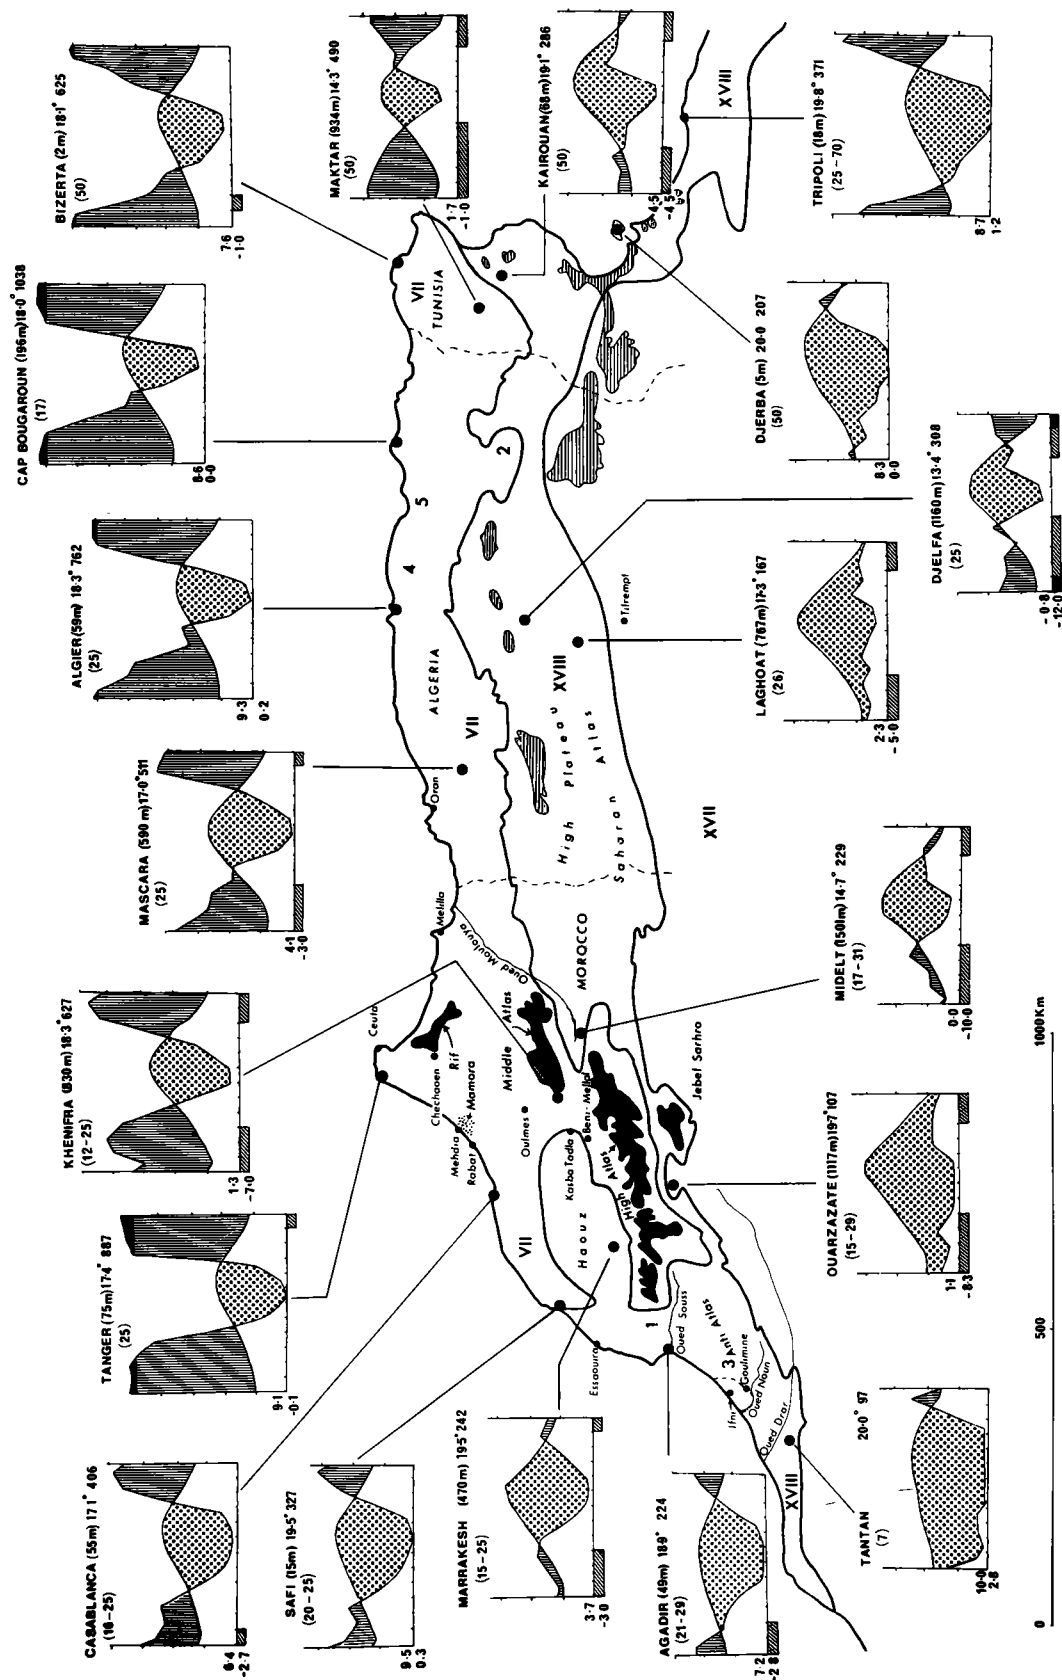 BIZERTA (2m) 18·1° 625
(50)
7·6
-1·0
MAKTAR (934m) 14·3° 490
(50)
1·7
-1·0
KAIROUAN (68m) 19·1° 286
(50)
-4·5
-4·5
TRIPOLI (18m) 19·8° 371
(25-70)
8·7
1·2
CAP BOUGAROUN (196m) 18·0° 1038
(17)
8·6
0·0
DJERBA (5m) 20·0 207
(50)
8·3
0·0
ALGIER (59m) 18·3° 762
(25)
9·3
0·2
DJELFA (1160m) 13·4° 308
(25)
-0·8
-12·0
LAGHOAT (767m) 17·3° 167
(26)
2·3
-5·0
MASCARA (590m) 17·0° 511
(25)
4·1
-3·0
KHENIFRA (830m) 18·3° 627
(12-25)
1·3
-7·0
MIDELT (1501m) 14·7° 229
(17-31)
0·0
-10·0
TANGER (75m) 17·4° 887
(25)
9·1
-0·1
OUARZAZATE (1117m) 19·7° 107
(15-29)
1·1
-8·3
CASABLANCA (55m) 17·1° 406
(16-25)
6·4
-2·7
SAFI (15m) 19·5° 327
(20-25)
9·5
0·3
MARRAKESH (470m) 19·5° 242
(15-25)
3·7
-3·0
AGADIR (49m) 18·9° 224
(21-29)
7·2
-2·8
TANTAN 20·0° 97
(7)
10·0
2·8
VII
TUNISIA
XVIII
2
5
4
ALGERIA
VII
XVIII
High Plateau
Saharan Atlas
Tilrempt
XVII
Oran
Melilla
Oued Moulouya
MOROCCO
Ceuta
Rif
Chechaoen
Mamora
Mehdia
Rabat
Middle Atlas
Oulmes
Kasba Tadla
Beni-Mellal
High Atlas
Jebel Sarhro
VII
Haouz
Essaouira
1
Oued Souss
Anti Atlas
3
Ifni
Goulimine
Oued Noun
Oued Drar
XVIII
0 500 1000Km